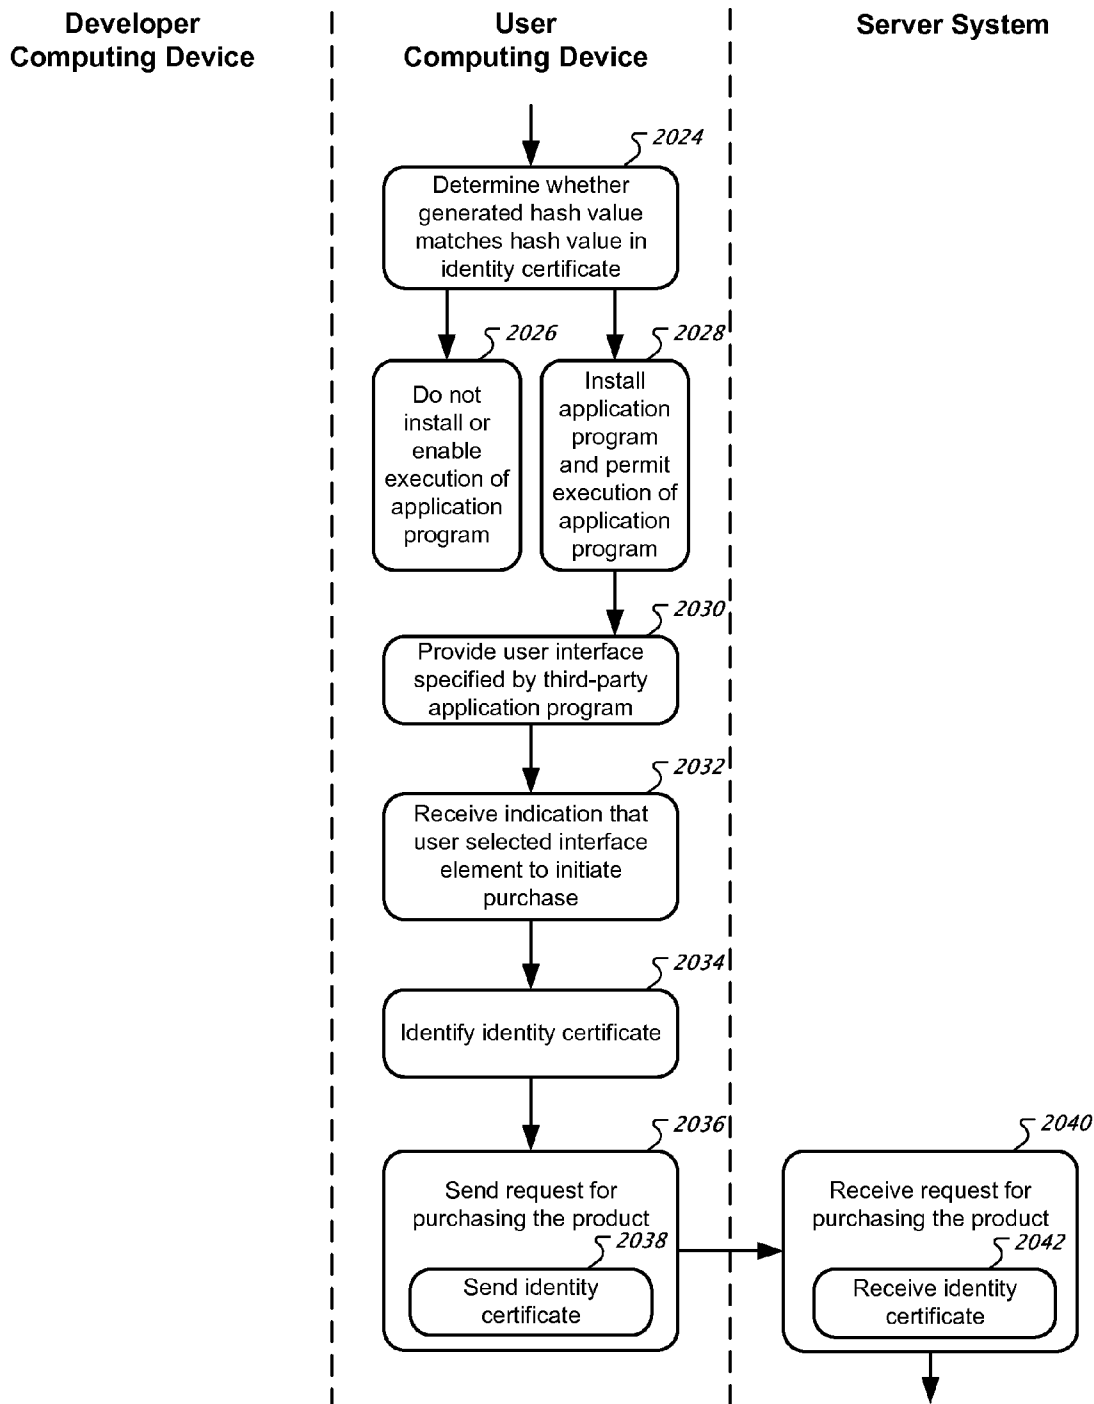 Developer
Computing Device
User
Computing Device
Server System
2024
Determine whether
generated hash value
matches hash value in
identity certificate
2026
Do not
install or
enable
execution of
application
program
2028
Install
application
program
and permit
execution of
application
program
2030
Provide user interface
specified by third-party
application program
2032
Receive indication that
user selected interface
element to initiate
purchase
2034
Identify identity certificate
2036
Send request for
purchasing the product
2038
Send identity
certificate
2040
Receive request for
purchasing the product
2042
Receive identity
certificate